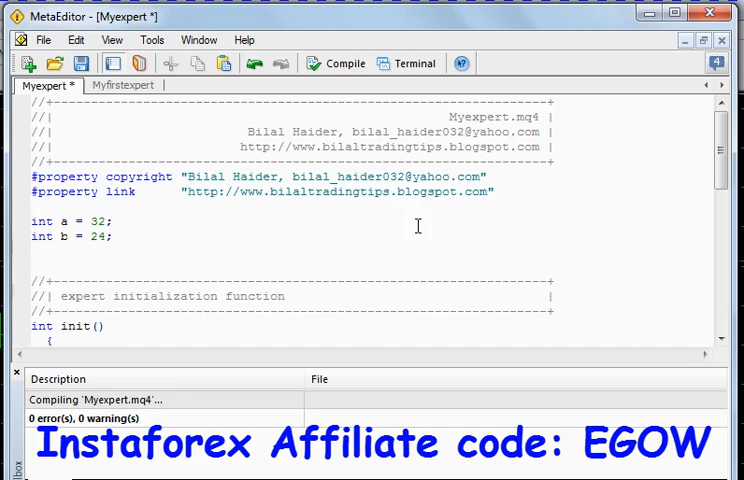 MetaEditor - [Myexpert *]
File Edit View Tools Window Help
Compile Terminal ? 4
Myexpert * Myfirstexpert
//+------------------------------------------------------------------+
//| Myexpert.mq4 |
//| Bilal Haider, bilal_haider032@yahoo.com |
//| http://www.bilaltradingtips.blogspot.com |
//+------------------------------------------------------------------+
#property copyright "Bilal Haider, bilal_haider032@yahoo.com"
#property link "http://www.bilaltradingtips.blogspot.com"
int a = 32;
int b = 24;
//+------------------------------------------------------------------+
//| expert initialization function |
//+------------------------------------------------------------------+
int init()
{
Description File
Compiling 'Myexpert.mq4'...
0 error(s), 0 warning(s)
Instaforex Affiliate code: EGOW
lbox